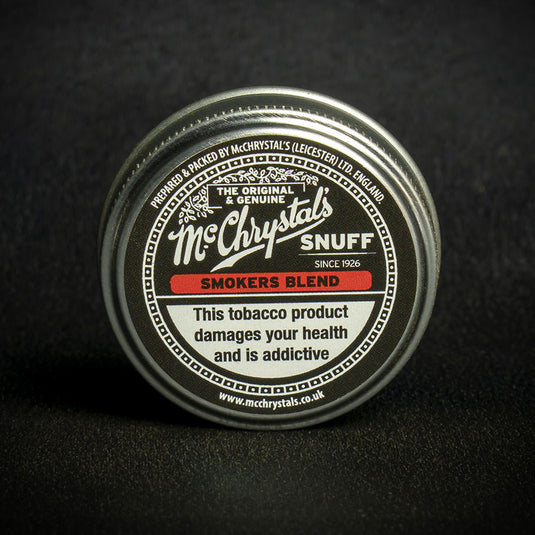 PREPARED & PACKED BY McCHRYSTAL'S (LEICESTER) LTD. ENGLAND.
THE ORIGINAL
& GENUINE
McChrystal's
SNUFF
SINCE 1926
SMOKERS BLEND
This tobacco product
damages your health
and is addictive
www.mcchrystals.co.uk